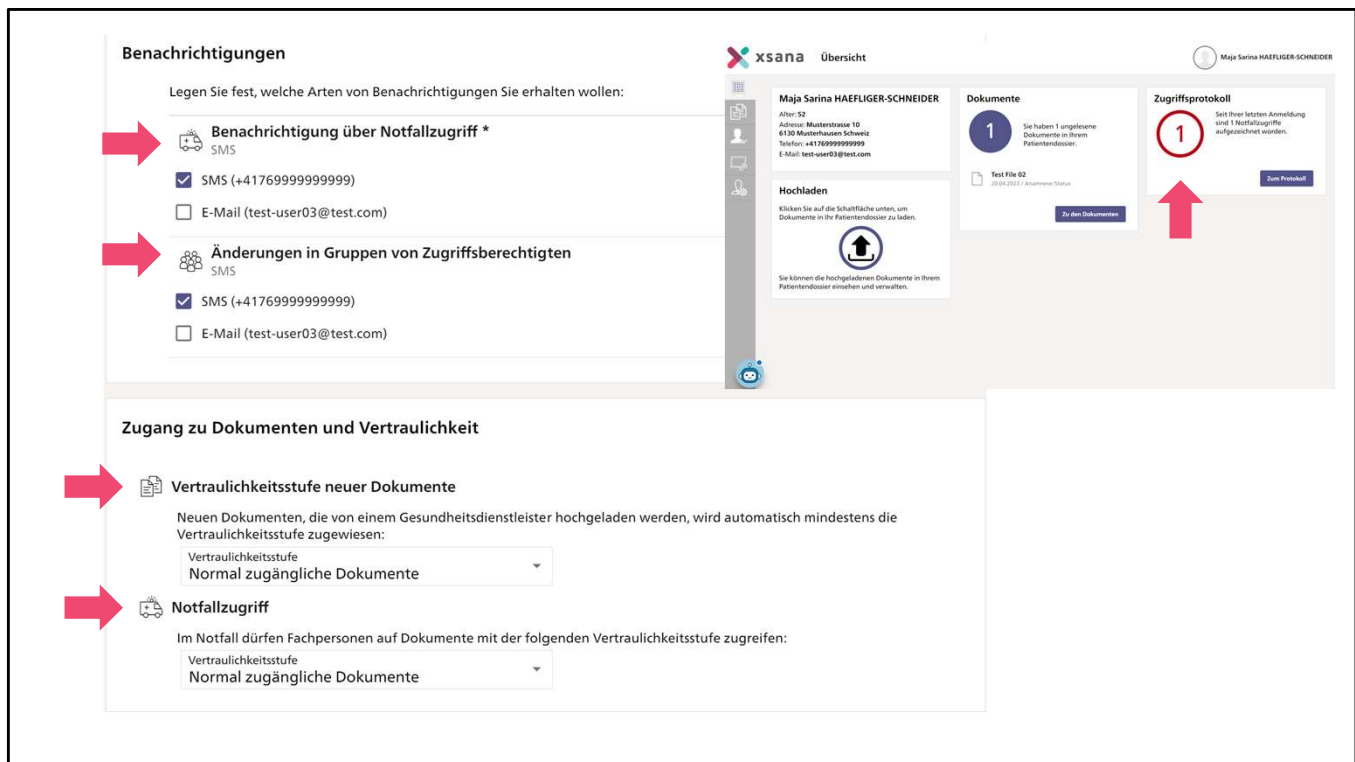 Benachrichtigungen
Legen Sie fest, welche Arten von Benachrichtigungen Sie erhalten wollen:
Benachrichtigung über Notfallzugriff *
SMS
SMS (+41769999999999)
E-Mail (test-user03@test.com)
Änderungen in Gruppen von Zugriffsberechtigten
SMS
SMS (+41769999999999)
E-Mail (test-user03@test.com)
xsana
Übersicht
Maja Sarina HAEFLIGER-SCHNEIDER
Maja Sarina HAEFLIGER-SCHNEIDER
Alter: 52
Adresse: Musterstrasse 10
6130 Musterhausen Schweiz
Telefon: +41769999999999
E-Mail: test-user03@test.com
Hochladen
Klicken Sie auf die Schaltfläche unten, um
Dokumente in Ihr Patientendossier zu laden.
Sie können die hochgeladenen Dokumente in Ihrem
Patientendossier einsehen und verwalten.
Dokumente
1
Sie haben 1 ungelesene
Dokumente in Ihrem
Patientendossier.
Test File 02
20.04.2023 / Anamnese/Status
Zu den Dokumenten
Zugriffsprotokoll
1
Seit Ihrer letzten Anmeldung
sind 1 Notfallzugriffe
aufgezeichnet worden.
Zum Protokoll
Zugang zu Dokumenten und Vertraulichkeit
Vertraulichkeitsstufe neuer Dokumente
Neuen Dokumenten, die von einem Gesundheitsdienstleister hochgeladen werden, wird automatisch mindestens die
Vertraulichkeitsstufe zugewiesen:
Vertraulichkeitsstufe
Normal zugängliche Dokumente
Notfallzugriff
Im Notfall dürfen Fachpersonen auf Dokumente mit der folgenden Vertraulichkeitsstufe zugreifen:
Vertraulichkeitsstufe
Normal zugängliche Dokumente